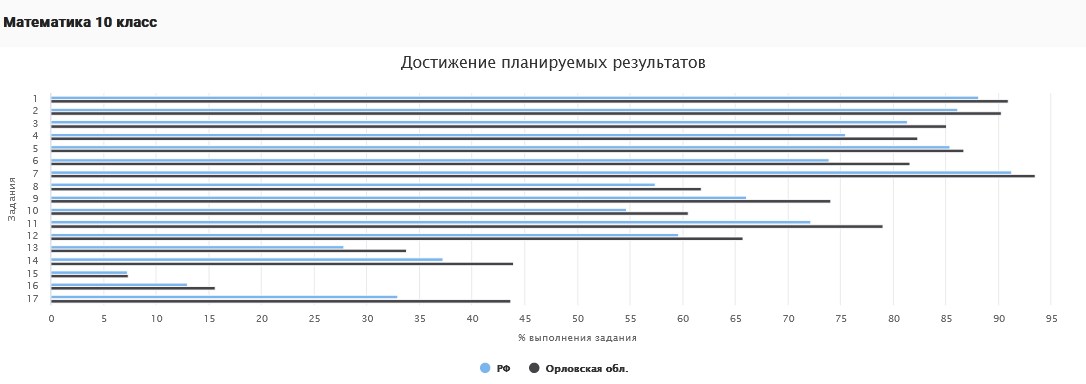 Математика 10 класс
Достижение планируемых результатов
Задания
1
2
3
4
5
6
7
8
9
10
11
12
13
14
15
16
17
0 5 10 15 20 25 30 35 40 45 50 55 60 65 70 75 80 85 90 95
% выполнения задания
РФ Орловская обл.